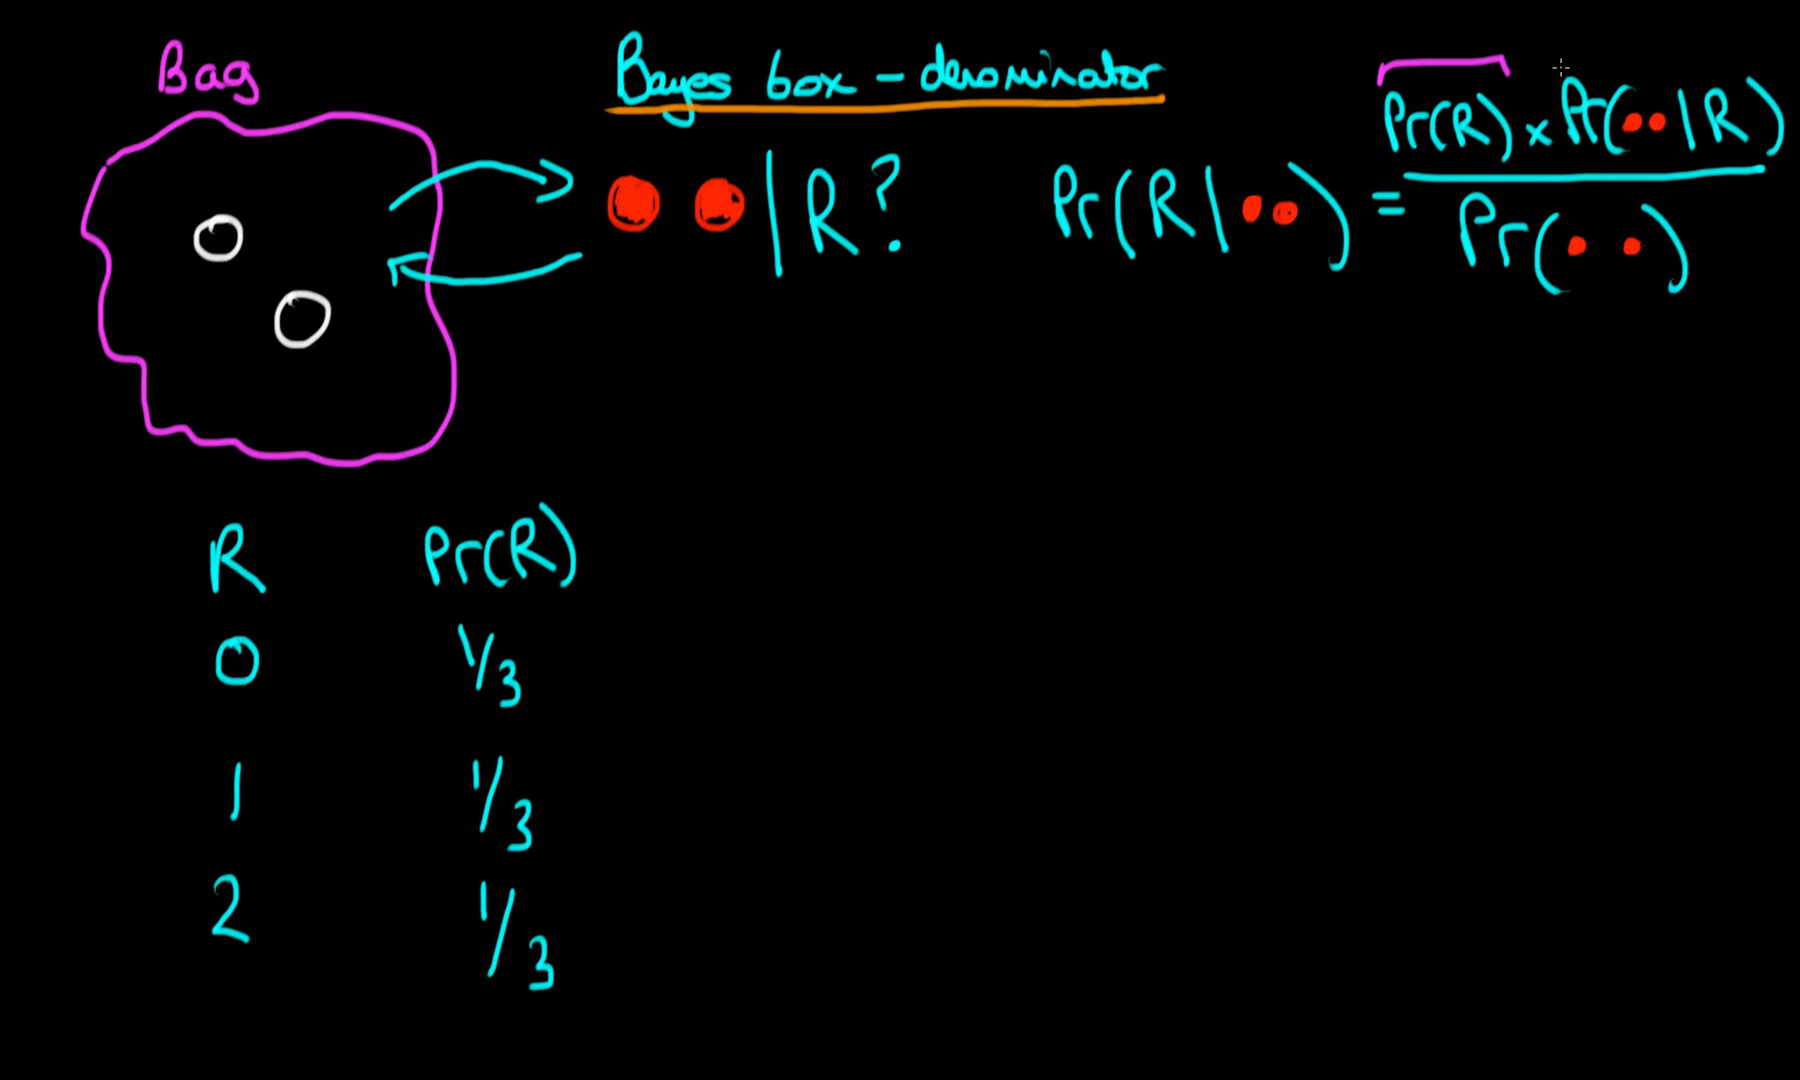 Bag
Bayes box - denominator
| R?
Pr(R | ••) = Pr(R) × Pr(•• | R)
Pr(• •)
R Pr(R)
0 1/3
1 1/3
2 1/3